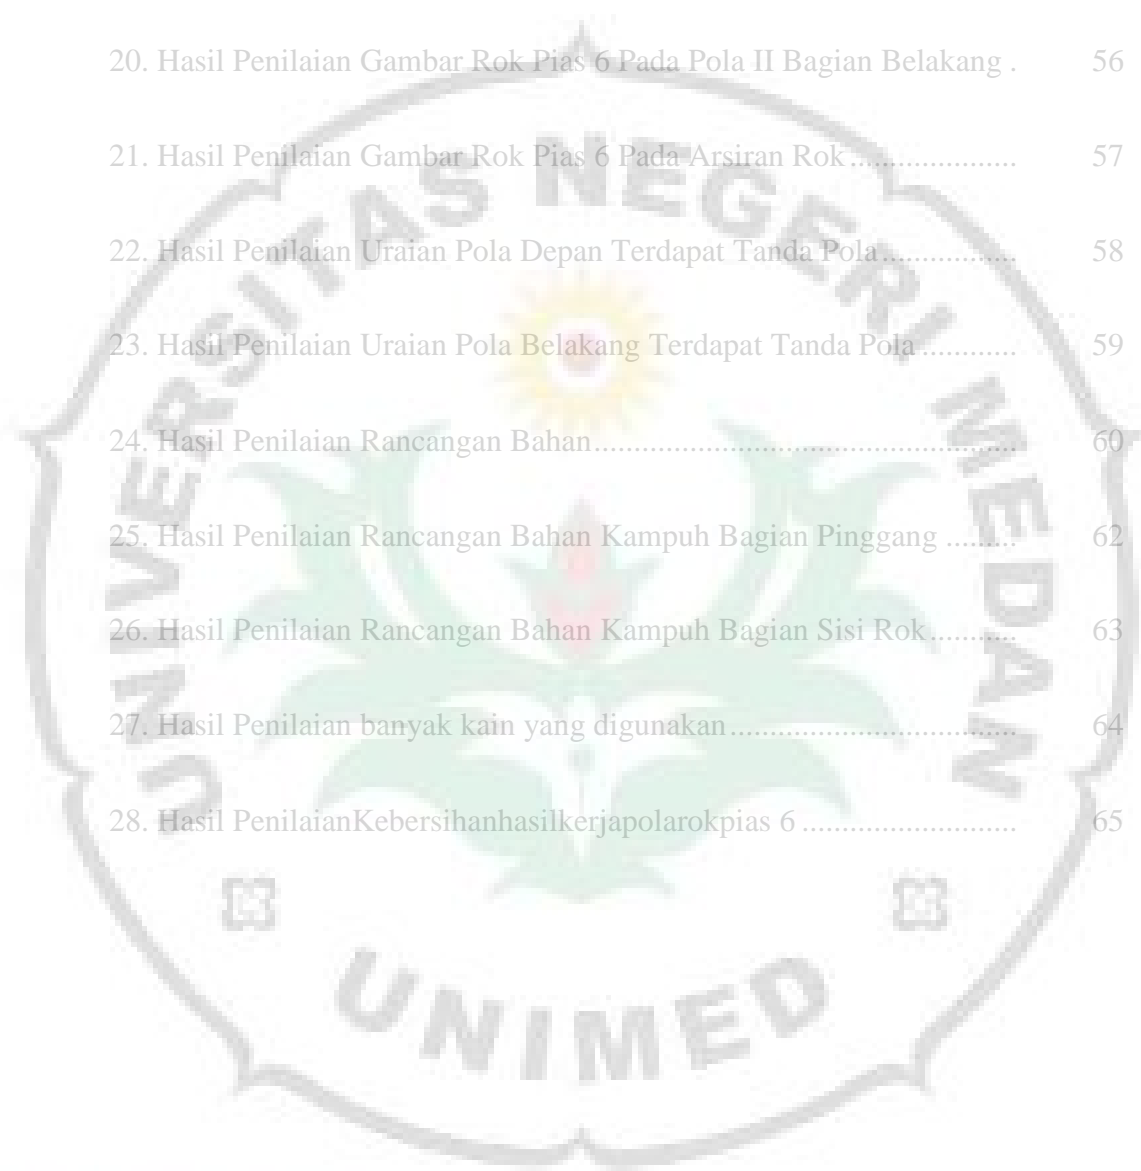 20. Hasil Penilaian Gambar Rok Pias 6 Pada Pola II Bagian Belakang . 56
21. Hasil Penilaian Gambar Rok Pias 6 Pada Arsiran Rok .................... 57
22. Hasil Penilaian Uraian Pola Depan Terdapat Tanda Pola ................ 58
23. Hasil Penilaian Uraian Pola Belakang Terdapat Tanda Pola ............ 59
24. Hasil Penilaian Rancangan Bahan .................................................. 60
25. Hasil Penilaian Rancangan Bahan Kampuh Bagian Pinggang ........ 62
26. Hasil Penilaian Rancangan Bahan Kampuh Bagian Sisi Rok .......... 63
27. Hasil Penilaian banyak kain yang digunakan ................................. 64
28. Hasil PenilaianKebersihanhasilkerjapolarokpias 6 ........................ 65
UNIVERSITAS NEGERI MEDAN
UNIMED